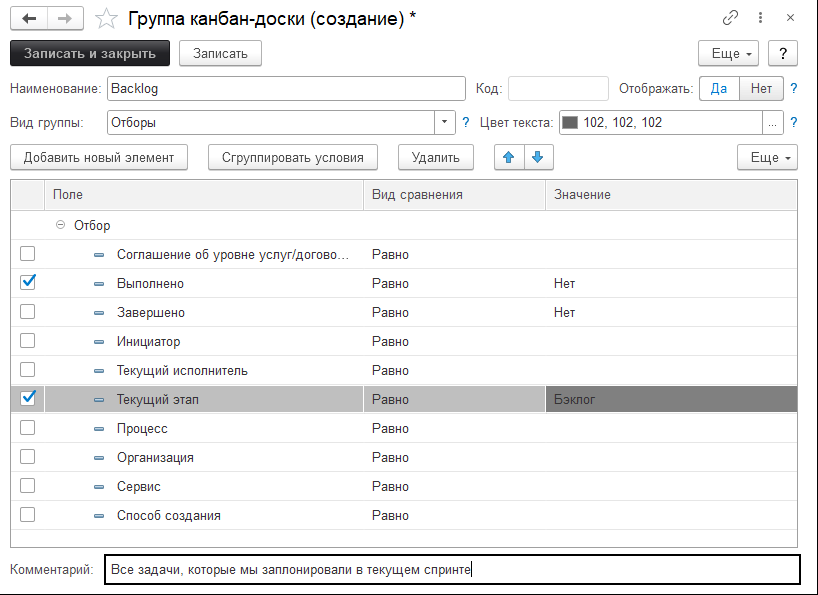 Группа канбан-доски (создание) *
Записать и закрыть Записать Еще ?
Наименование: Backlog Код: Отображать: Да Нет ?
Вид группы: Отборы ? Цвет текста: 102, 102, 102 ... ?
Добавить новый элемент Сгруппировать условия Удалить Еще
Поле Вид сравнения Значение
Отбор
Соглашение об уровне услуг/догово... Равно
Выполнено Равно Нет
Завершено Равно Нет
Инициатор Равно
Текущий исполнитель Равно
Текущий этап Равно Бэклог
Процесс Равно
Организация Равно
Сервис Равно
Способ создания Равно
Комментарий: Все задачи, которые мы заплонировали в текущем спринте